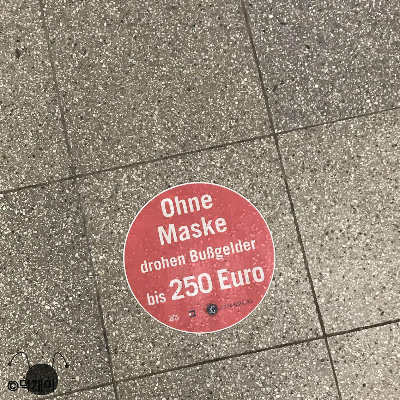 Ohne
Maske
drohen Bußgelder
bis 250 Euro